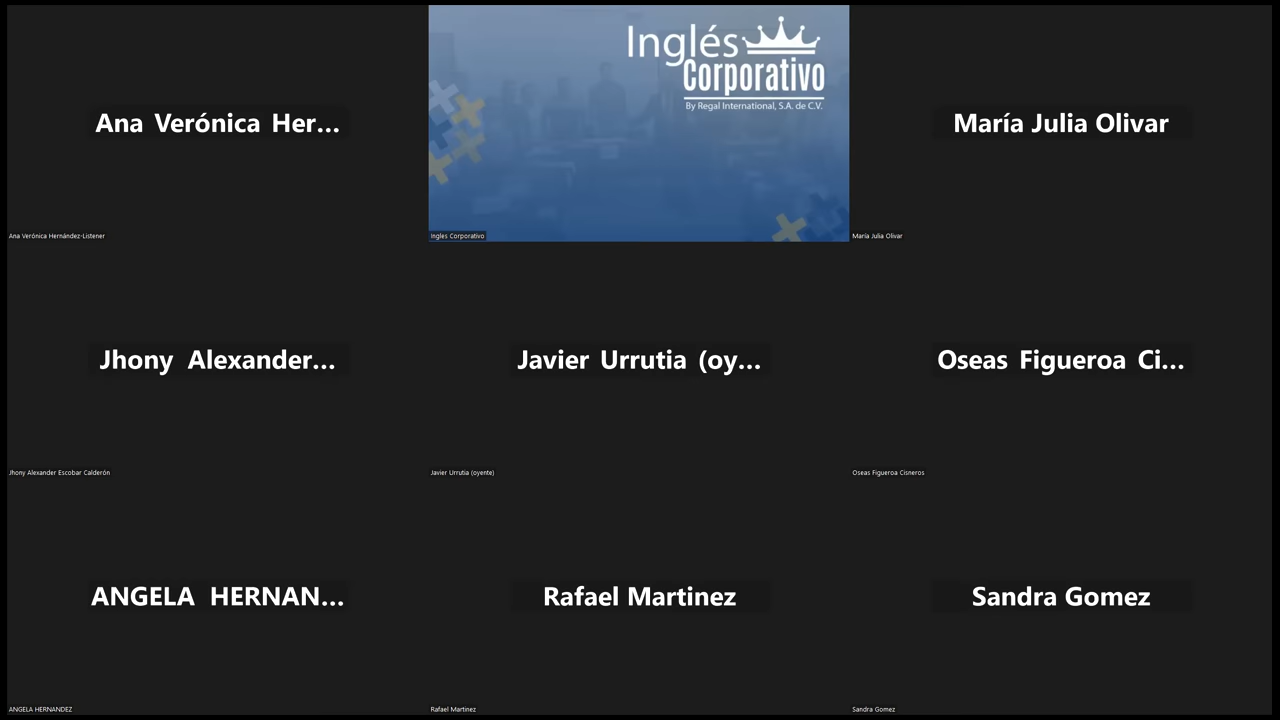 Ana Verónica Her...
Ana Verónica Hernández-Listener
Inglés
Corporativo
By Regal International, S.A. de C.V.
Ingles Corporativo
María Julia Olivar
María Julia Olivar
Jhony Alexander...
Jhony Alexander Escobar Calderón
Javier Urrutia (oy...
Javier Urrutia (oyente)
Oseas Figueroa Ci...
Oseas Figueroa Cisneros
ANGELA HERNAN...
ANGELA HERNANDEZ
Rafael Martinez
Rafael Martinez
Sandra Gomez
Sandra Gomez